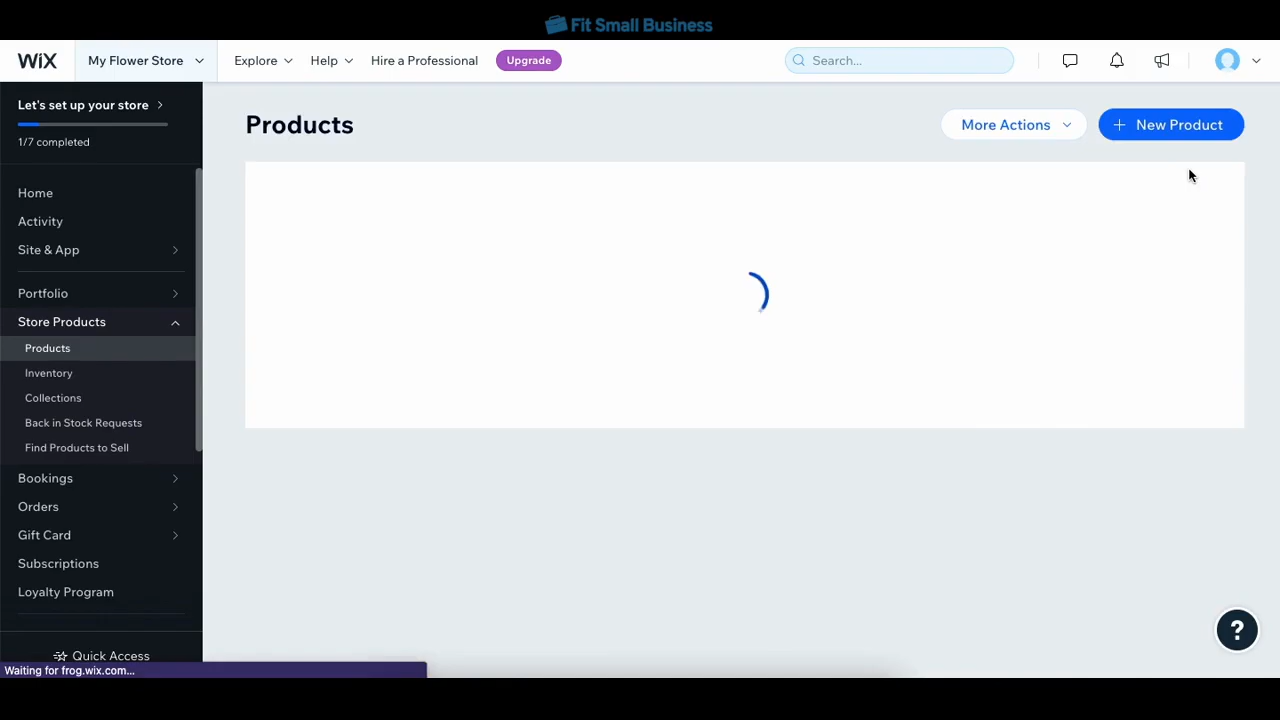 Fit Small Business
WiX
My Flower Store
Explore
Help
Hire a Professional
Upgrade
Search...
Let's set up your store
1/7 completed
Home
Activity
Site & App
Portfolio
Store Products
Products
Inventory
Collections
Back in Stock Requests
Find Products to Sell
Bookings
Orders
Gift Card
Subscriptions
Loyalty Program
Quick Access
Waiting for frog.wix.com...
Products
More Actions
+ New Product
?